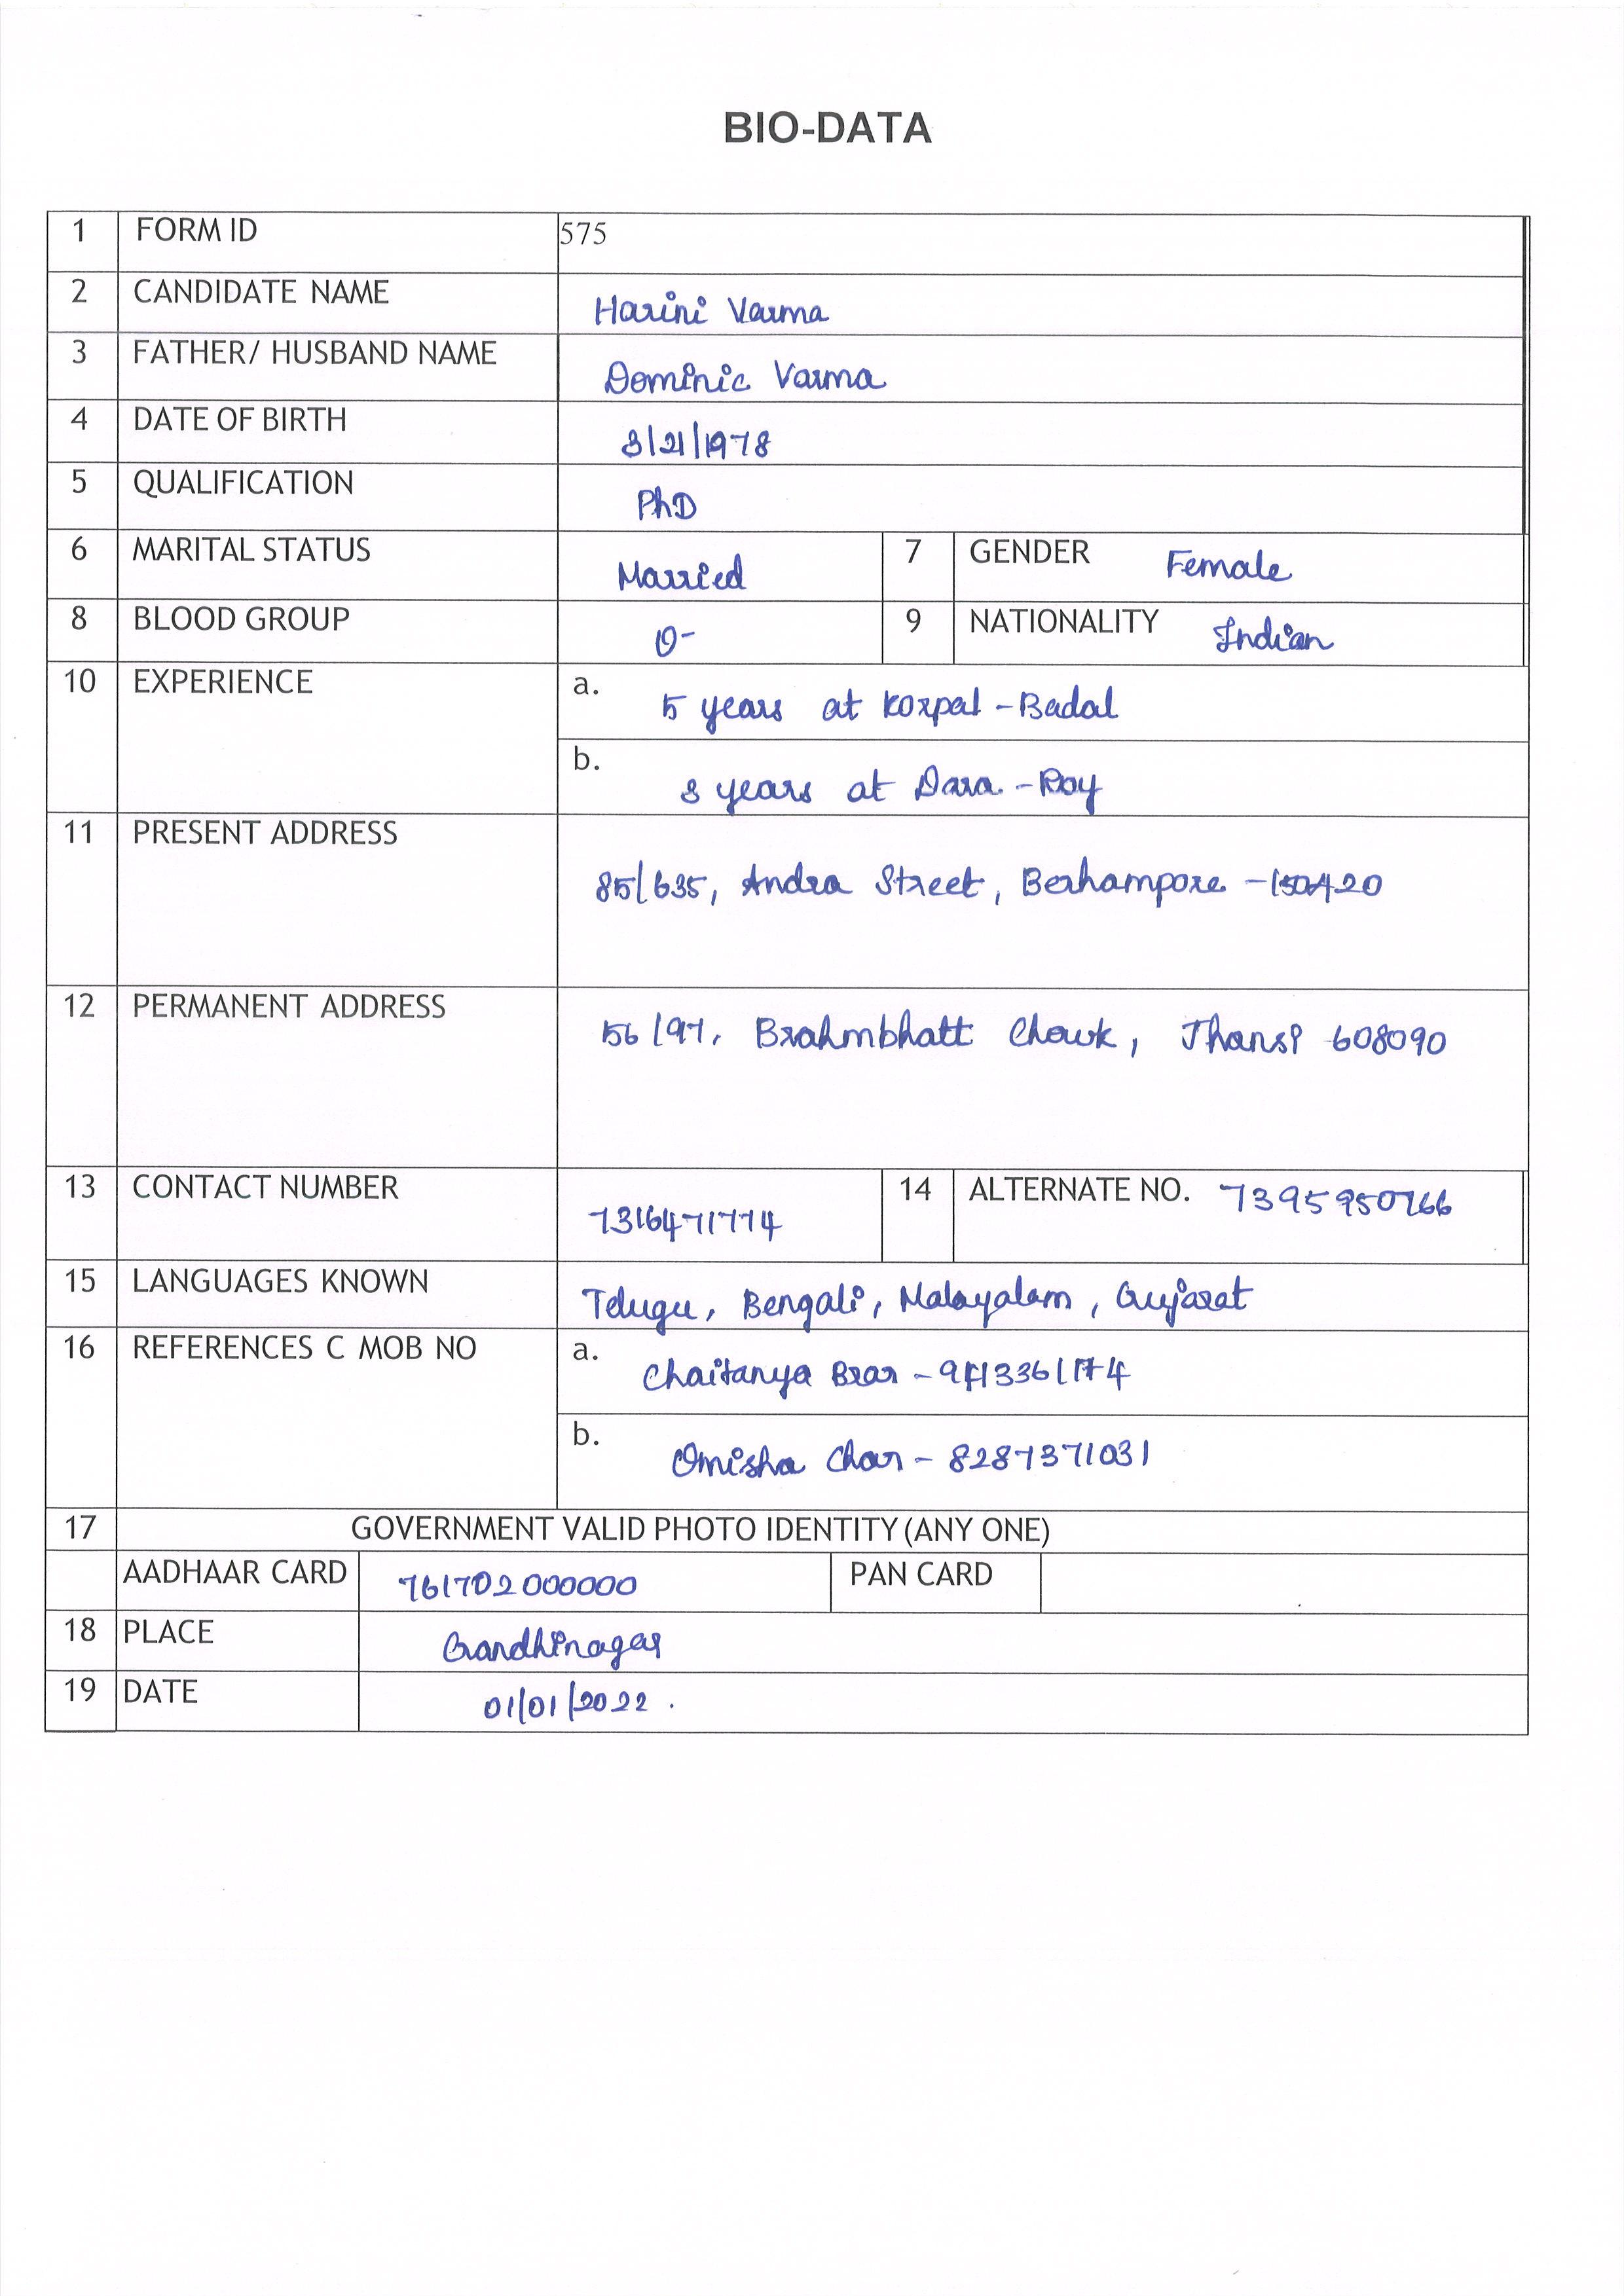 BIO-DATA
1 FORM ID 575
2 CANDIDATE NAME Harini Varma
3 FATHER/ HUSBAND NAME Dominic Varma
4 DATE OF BIRTH 3/21/1978
5 QUALIFICATION PhD
6 MARITAL STATUS Married 7 GENDER Female
8 BLOOD GROUP O- 9 NATIONALITY Indian
10 EXPERIENCE a. 5 years at Korpal - Badal
b. 8 years at Dara - Roy
11 PRESENT ADDRESS 85/635, Andra Street, Berhampore -150420
12 PERMANENT ADDRESS 56/97, Brahmbhatt Chowk, Jhansi 608090
13 CONTACT NUMBER 7316471774 14 ALTERNATE NO. 7395950766
15 LANGUAGES KNOWN Telugu, Bengali, Malayalam, Gujarat
16 REFERENCES C MOB NO a. Chaitanya Brar -
b. Omisha Char - 8287371031
17 GOVERNMENT VALID PHOTO IDENTITY (ANY ONE)
AADHAAR CARD 761702000000 PAN CARD
18 PLACE Gandhinagar
19 DATE 01/01/2022.